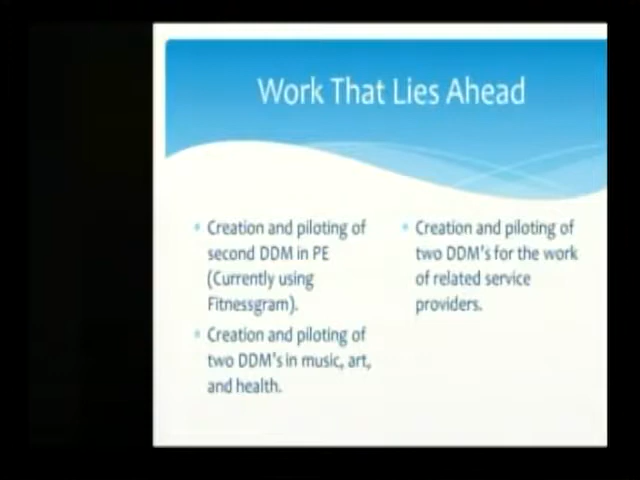 Work That Lies Ahead
Creation and piloting of
second DDM in PE
(Currently using
Fitnessgram).
Creation and piloting of
two DDM's in music, art,
and health.
Creation and piloting of
two DDM's for the work
of related service
providers.